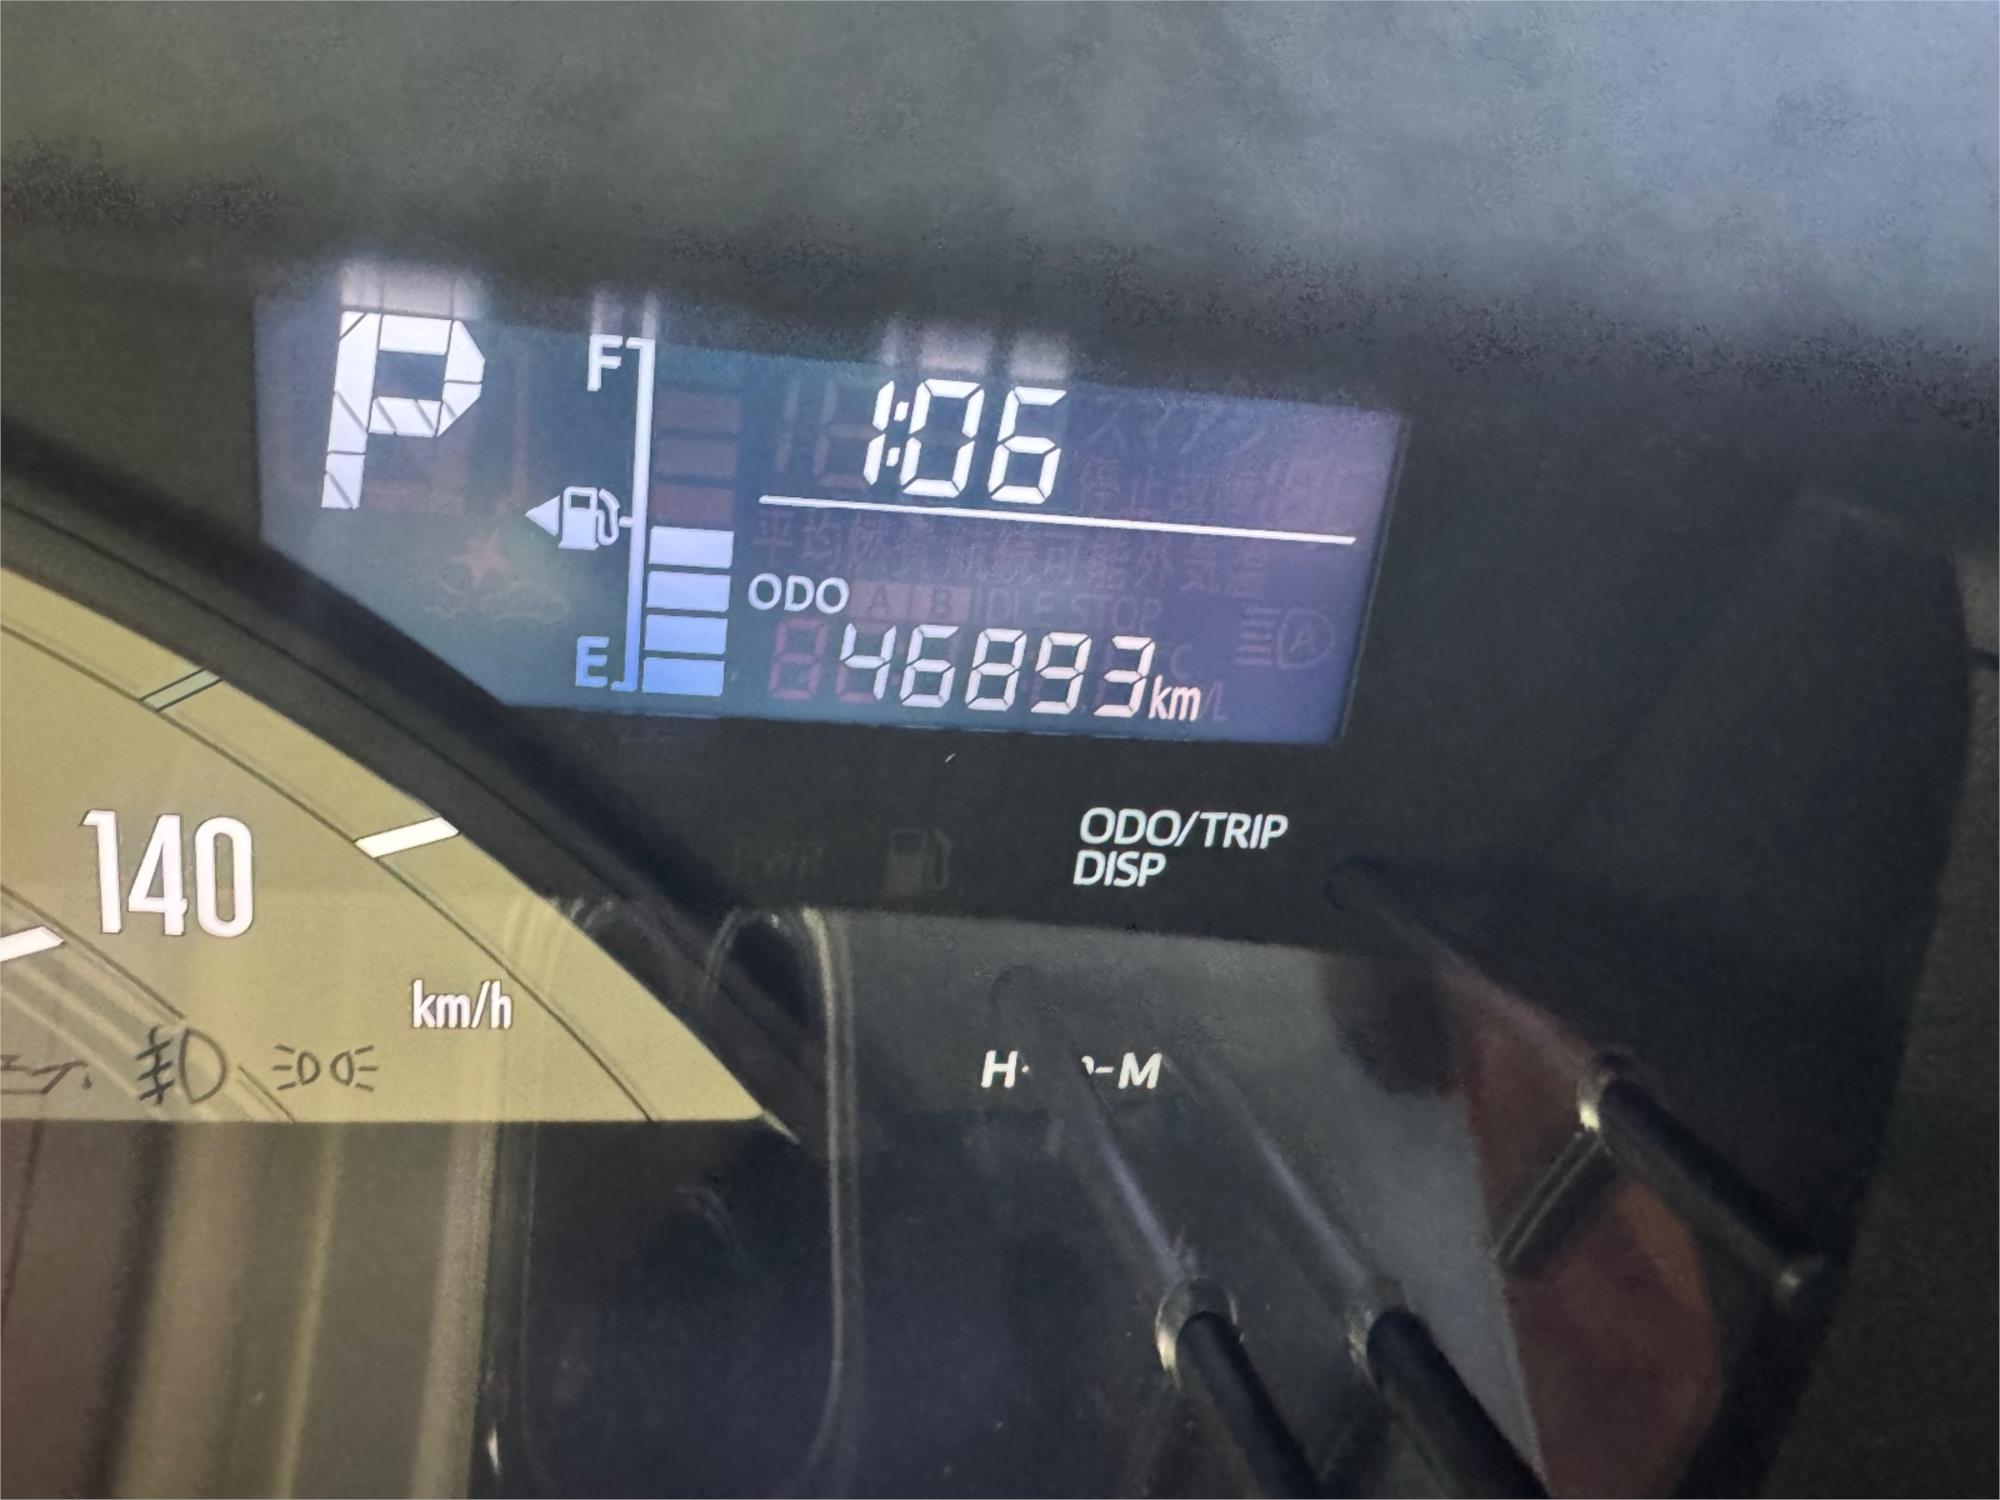 P
F
1:06
ODO
E
46893km
140
km/h
ODO/TRIP
DISP
H
-M